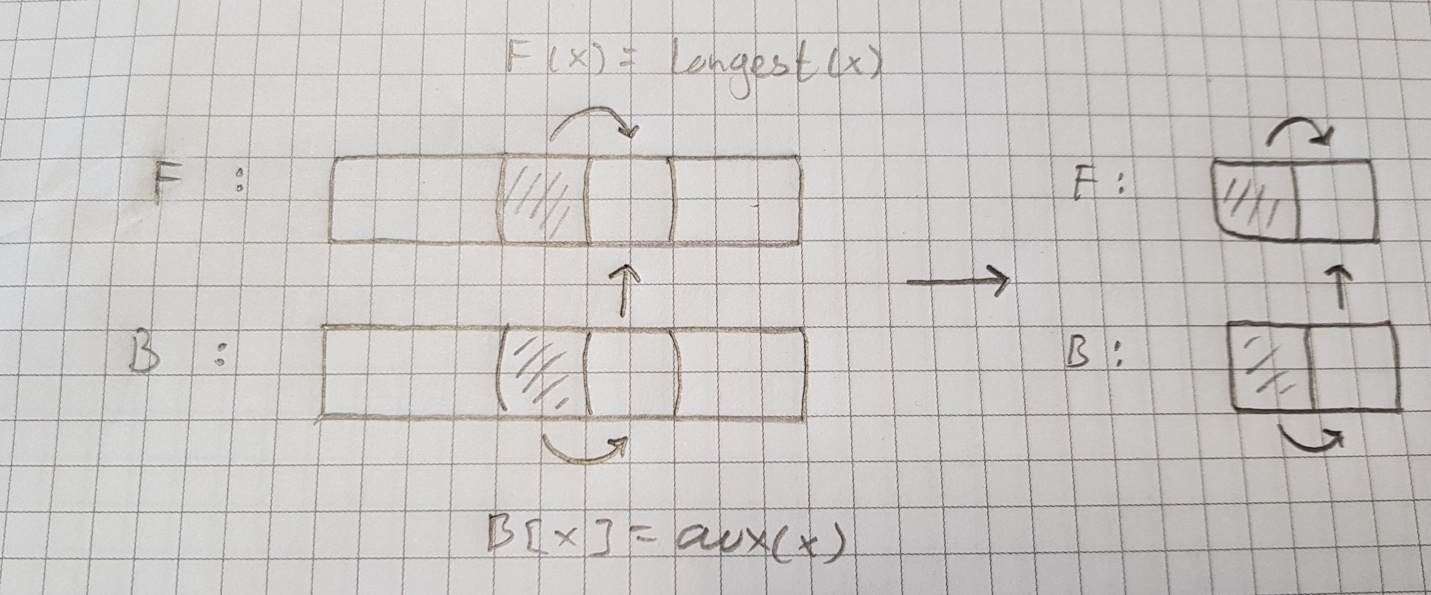 F(x) = longest(x)
F :
F :
B :
B :
B[x] = aux(x)